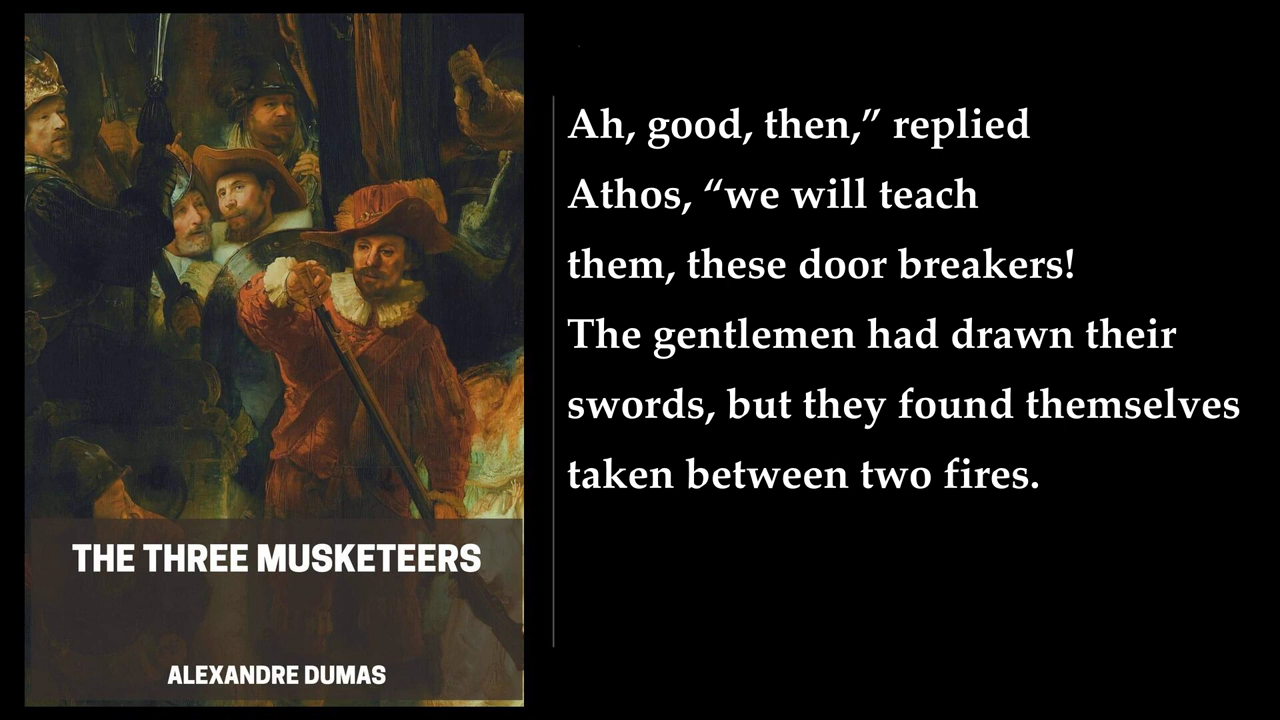 THE THREE MUSKETEERS
ALEXANDRE DUMAS
Ah, good, then,” replied
Athos, “we will teach
them, these door breakers!
The gentlemen had drawn their
swords, but they found themselves
taken between two fires.